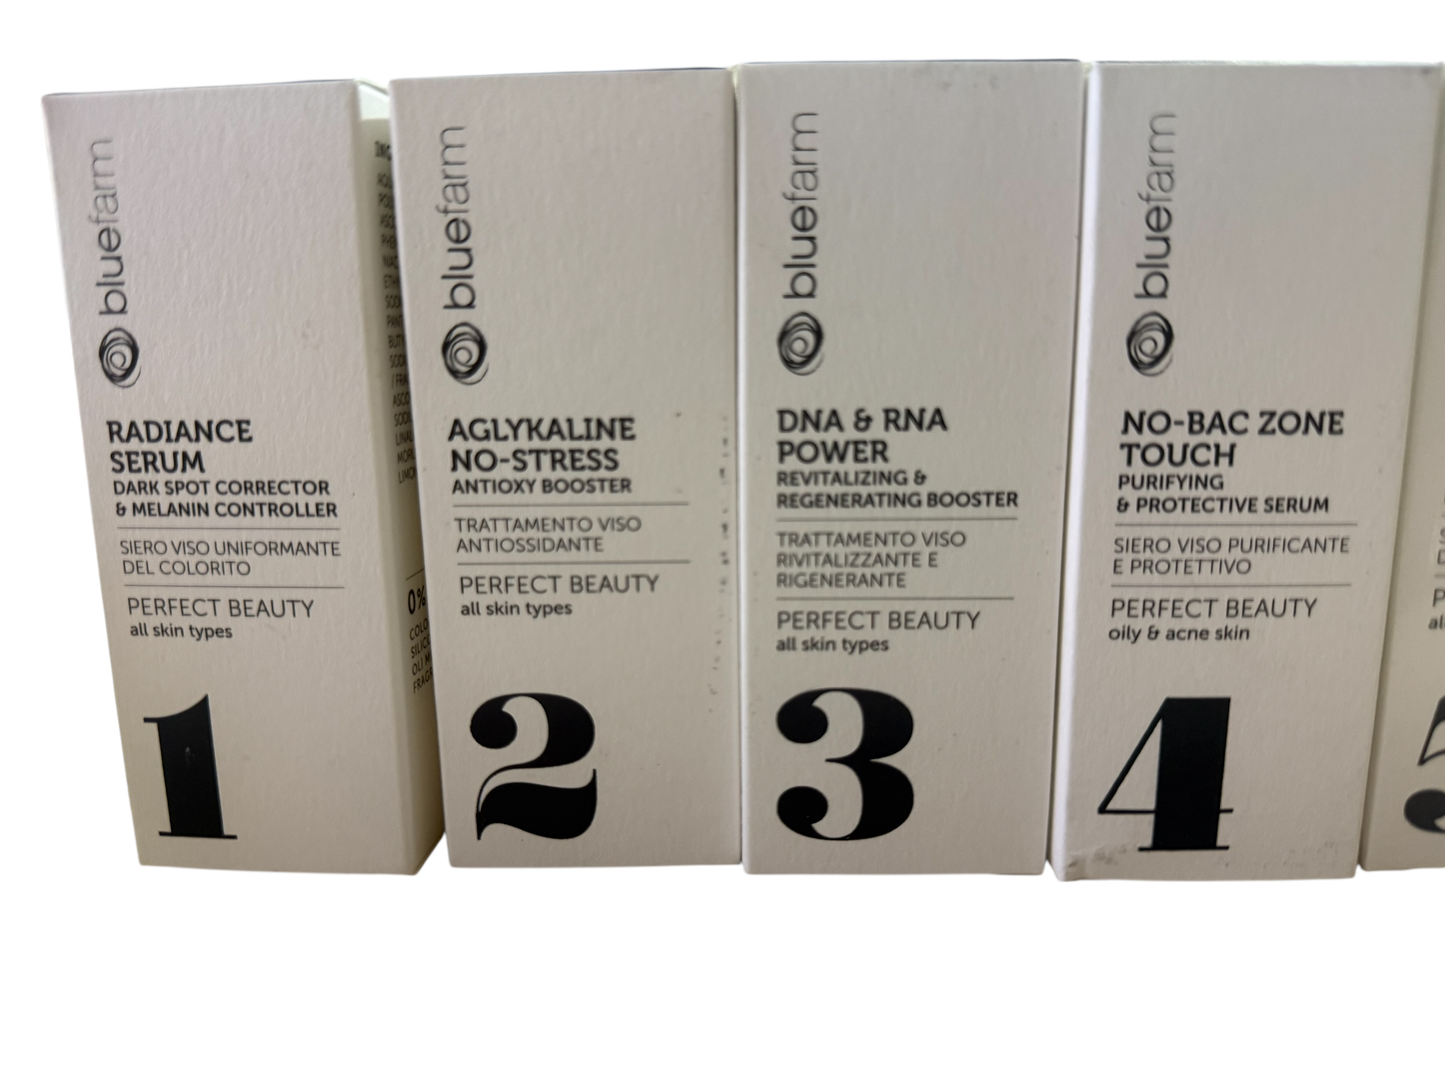 bluefarm
RADIANCE
SERUM
DARK SPOT CORRECTOR
& MELANIN CONTROLLER
SIERO VISO UNIFORMANTE
DEL COLORITO
PERFECT BEAUTY
all skin types
1
0%
bluefarm
AGLYKALINE
NO-STRESS
ANTIOXY BOOSTER
TRATTAMENTO VISO
ANTIOSSIDANTE
PERFECT BEAUTY
all skin types
2
bluefarm
DNA & RNA
POWER
REVITALIZING &
REGENERATING BOOSTER
TRATTAMENTO VISO
RIVITALIZZANTE E
RIGENERANTE
PERFECT BEAUTY
all skin types
3
bluefarm
NO-BAC ZONE
TOUCH
PURIFYING
& PROTECTIVE SERUM
SIERO VISO PURIFICANTE
E PROTETTIVO
PERFECT BEAUTY
oily & acne skin
4